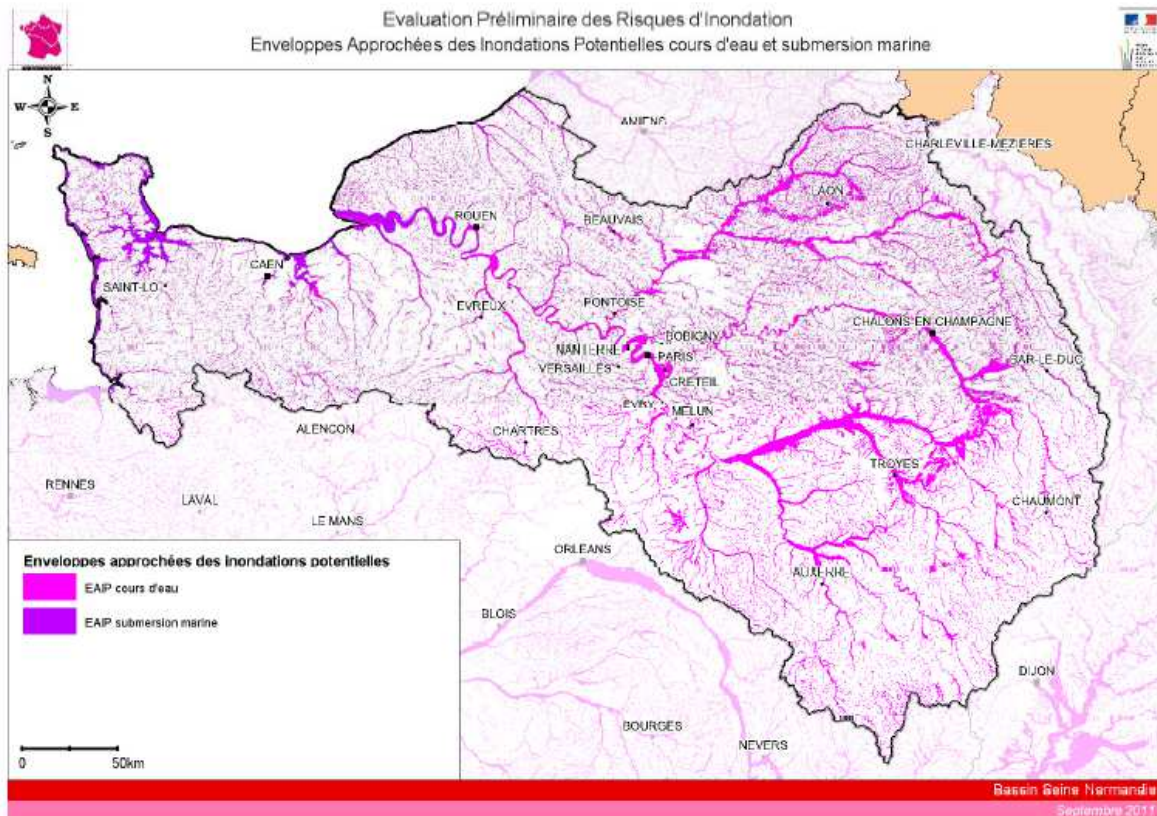 Evaluation Préliminaire des Risques d'Inondation
Enveloppes Approchées des Inondations Potentielles cours d'eau et submersion marine
N
W E
S
AMIENS
CHARLEVILLE-MEZIERES
LAON
ROUEN
BEAUVAIS
CAEN
SAINT-LO
EVREUX
PONTOISE
BOBIGNY
CHALONS-EN-CHAMPAGNE
NANTERRE
PARIS
BAR-LE-DUC
VERSAILLES
CRETEIL
EVRY
MELUN
ALENCON
CHARTRES
TROYES
RENNES
LAVAL
CHAUMONT
LE MANS
ORLEANS
AUXERRE
BLOIS
DIJON
BOURGES
NEVERS
Enveloppes approchées des inondations potentielles
EAIP cours d'eau
EAIP submersion marine
0 50km
Bassin Seine Normandie
Septembre 2011